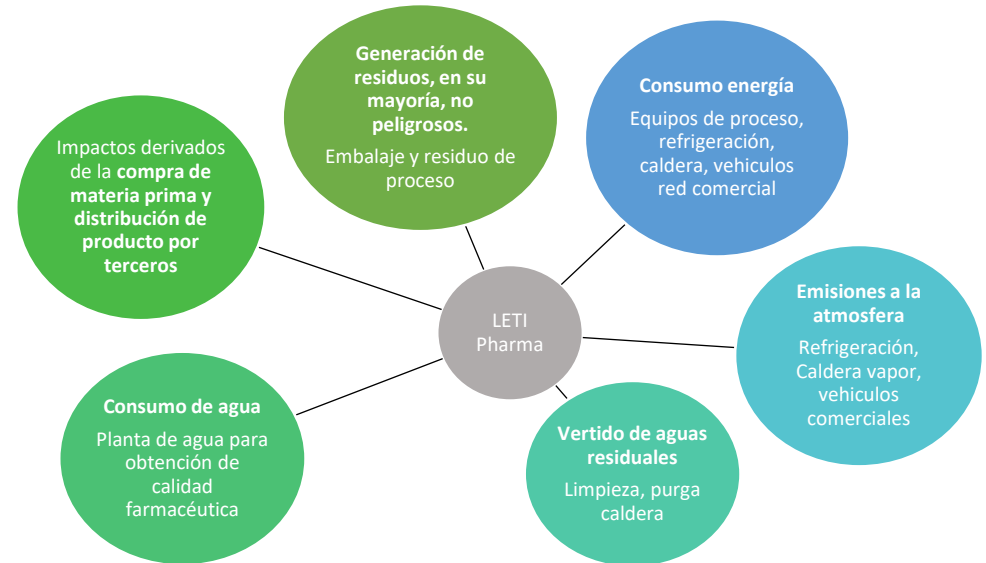 Generación de
residuos, en su
mayoría, no
peligrosos.
Embalaje y residuo de
proceso
Consumo energía
Equipos de proceso,
refrigeración,
caldera, vehiculos
red comercial
Impactos derivados
de la compra de
materia prima y
distribución de
producto por
terceros
LETI
Pharma
Emisiones a la
atmosfera
Refrigeración,
Caldera vapor,
vehiculos
comerciales
Consumo de agua
Planta de agua para
obtención de
calidad
farmacéutica
Vertido de aguas
residuales
Limpieza, purga
caldera